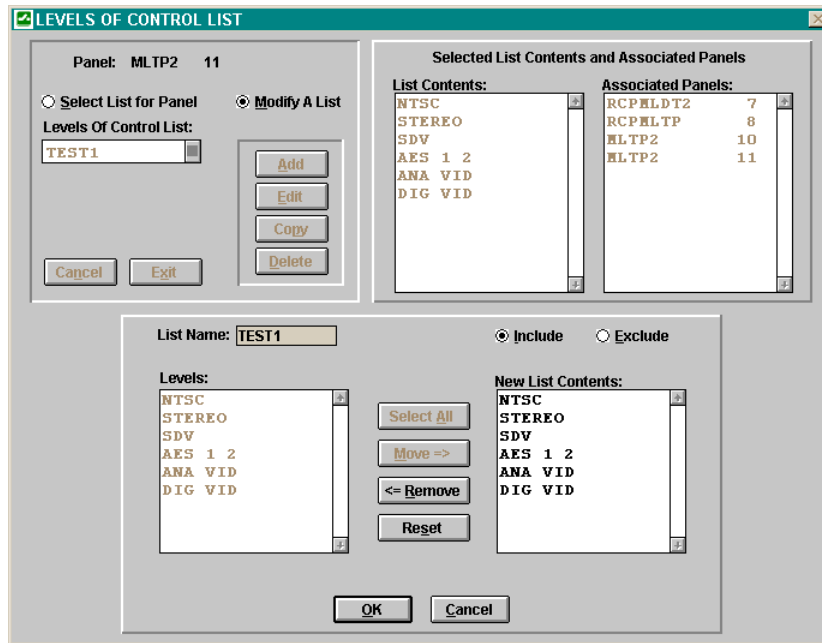 LEVELS OF CONTROL LIST
Panel: MLTP2 11
Select List for Panel Modify A List
Levels Of Control List:
TEST1
Add
Edit
Copy
Delete
Cancel Exit
Selected List Contents and Associated Panels
List Contents:
NTSC
STEREO
SDV
AES 1 2
ANA VID
DIG VID
Associated Panels:
RCPMLDT2 7
RCPMLTP 8
MLTP2 10
MLTP2 11
List Name: TEST1
Include Exclude
Levels:
NTSC
STEREO
SDV
AES 1 2
ANA VID
DIG VID
Select All
Move =>
<= Remove
Reset
New List Contents:
NTSC
STEREO
SDV
AES 1 2
ANA VID
DIG VID
OK Cancel